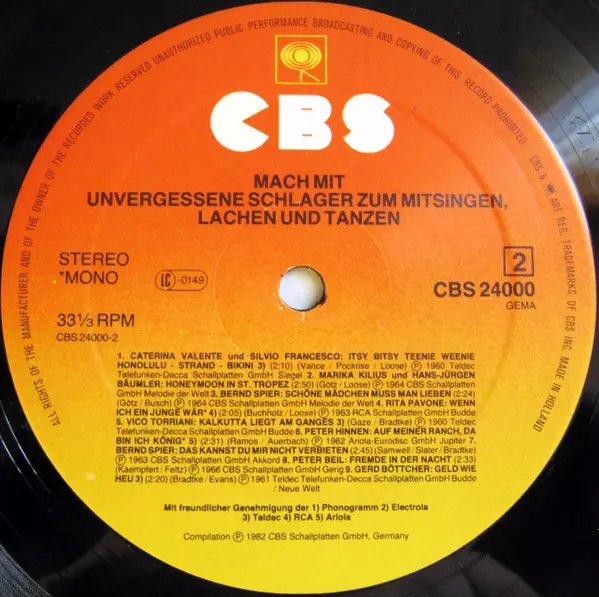 ALL RIGHTS OF THE MANUFACTURER AND OF THE OWNER OF THE RECORDED WORK RESERVED UNAUTHORIZED PUBLIC PERFORMANCE BROADCASTING AND COPYING OF THIS RECORD PROHIBITED
CBS & ARE REG. TRADEMARKS OF CBS INC. MADE IN HOLLAND
CBS
MACH MIT
UNVERGESSENE SCHLAGER ZUM MITSINGEN,
LACHEN UND TANZEN
STEREO
*MONO
LC -0149
2
CBS 24000
GEMA
33⅓ RPM
CBS 24000-2
1. CATERINA VALENTE und SILVIO FRANCESCO: ITSY BITSY TEENIE WEENIE
HONOLULU - STRAND - BIKINI 3) (2:10) (Vance / Pockrise / Loose) Ⓟ 1960 Teldec
Telefunken-Decca Schallplatten GmbH Siegel 2. MARIKA KILIUS und HANS-JÜRGEN
BÄUMLER: HONEYMOON IN ST. TROPEZ (2:50) (Götz / Loose) Ⓟ 1964 CBS Schallplatten
GmbH Melodie der Welt 3. BERND SPIER: SCHÖNE MÄDCHEN MUSS MAN LIEBEN (2:24)
(Götz / Busch) Ⓟ 1964 CBS Schallplatten GmbH Melodie der Welt 4. RITA PAVONE: WENN
ICH EIN JUNGE WÄR* 4) (2:05) (Buchholz / Loose) Ⓟ 1963 RCA Schallplatten GmbH Budde
5. VICO TORRIANI: KALKUTTA LIEGT AM GANGES 3) (Gaze / Bradtke) Ⓟ 1960 Teldec
Telefunken-Decca Schallplatten GmbH Budde 6. PETER HINNEN: AUF MEINER RANCH, DA
BIN ICH KÖNIG* 5) (2:31) (Ramos / Auerbach) Ⓟ 1962 Ariola-Eurodisc GmbH Jupiter 7.
BERND SPIER: DAS KANNST DU MIR NICHT VERBIETEN (2:45) (Samwell / Slater / Bradtke)
Ⓟ 1963 CBS Schallplatten GmbH Akkord 8. PETER BEIL: FREMDE IN DER NACHT (2:33)
(Kaempfert / Feltz) Ⓟ 1966 CBS Schallplatten GmbH Gerig 9. GERD BÖTTCHER: GELD WIE
HEU 3) (2:20) (Bradtke / Evans) Ⓟ 1961 Teldec Telefunken-Decca Schallplatten GmbH Budde
/ Neue Welt
Mit freundlicher Genehmigung der 1) Phonogramm 2) Electrola
3) Teldec 4) RCA 5) Ariola
Compilation Ⓟ 1982 CBS Schallplatten GmbH, Germany